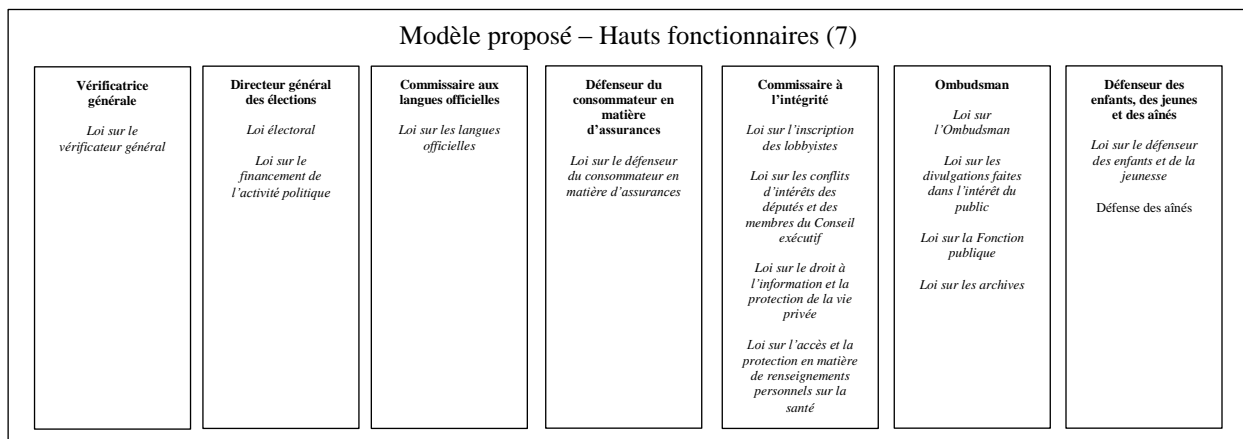 Modèle proposé – Hauts fonctionnaires (7)
Vérificatrice
générale
Loi sur le
vérificateur général
Directeur général
des élections
Loi électoral
Loi sur le
financement de
l’activité politique
Commissaire aux
langues officielles
Loi sur les langues
officielles
Défenseur du
consommateur en
matière
d’assurances
Loi sur le défenseur
du consommateur en
matière d’assurances
Commissaire à
l’intégrité
Loi sur l’inscription
des lobbyistes
Loi sur les conflits
d’intérêts des
députés et des
membres du Conseil
exécutif
Loi sur le droit à
l’information et la
protection de la vie
privée
Loi sur l’accès et la
protection en matière
de renseignements
personnels sur la
santé
Ombudsman
Loi sur
l’Ombudsman
Loi sur les
divulgations faites
dans l’intérêt du
public
Loi sur la Fonction
publique
Loi sur les archives
Défenseur des
enfants, des jeunes
et des aînés
Loi sur le défenseur
des enfants et de la
jeunesse
Défense des aînés